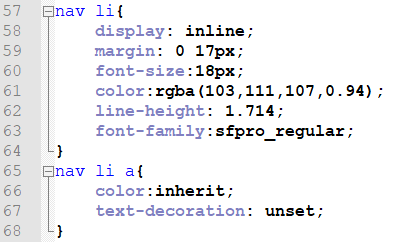 57 nav li{
58 display: inline;
59 margin: 0 17px;
60 font-size:18px;
61 color:rgba(103,111,107,0.94);
62 line-height: 1.714;
63 font-family:sfpro_regular;
64 }
65 nav li a{
66 color:inherit;
67 text-decoration: unset;
68 }